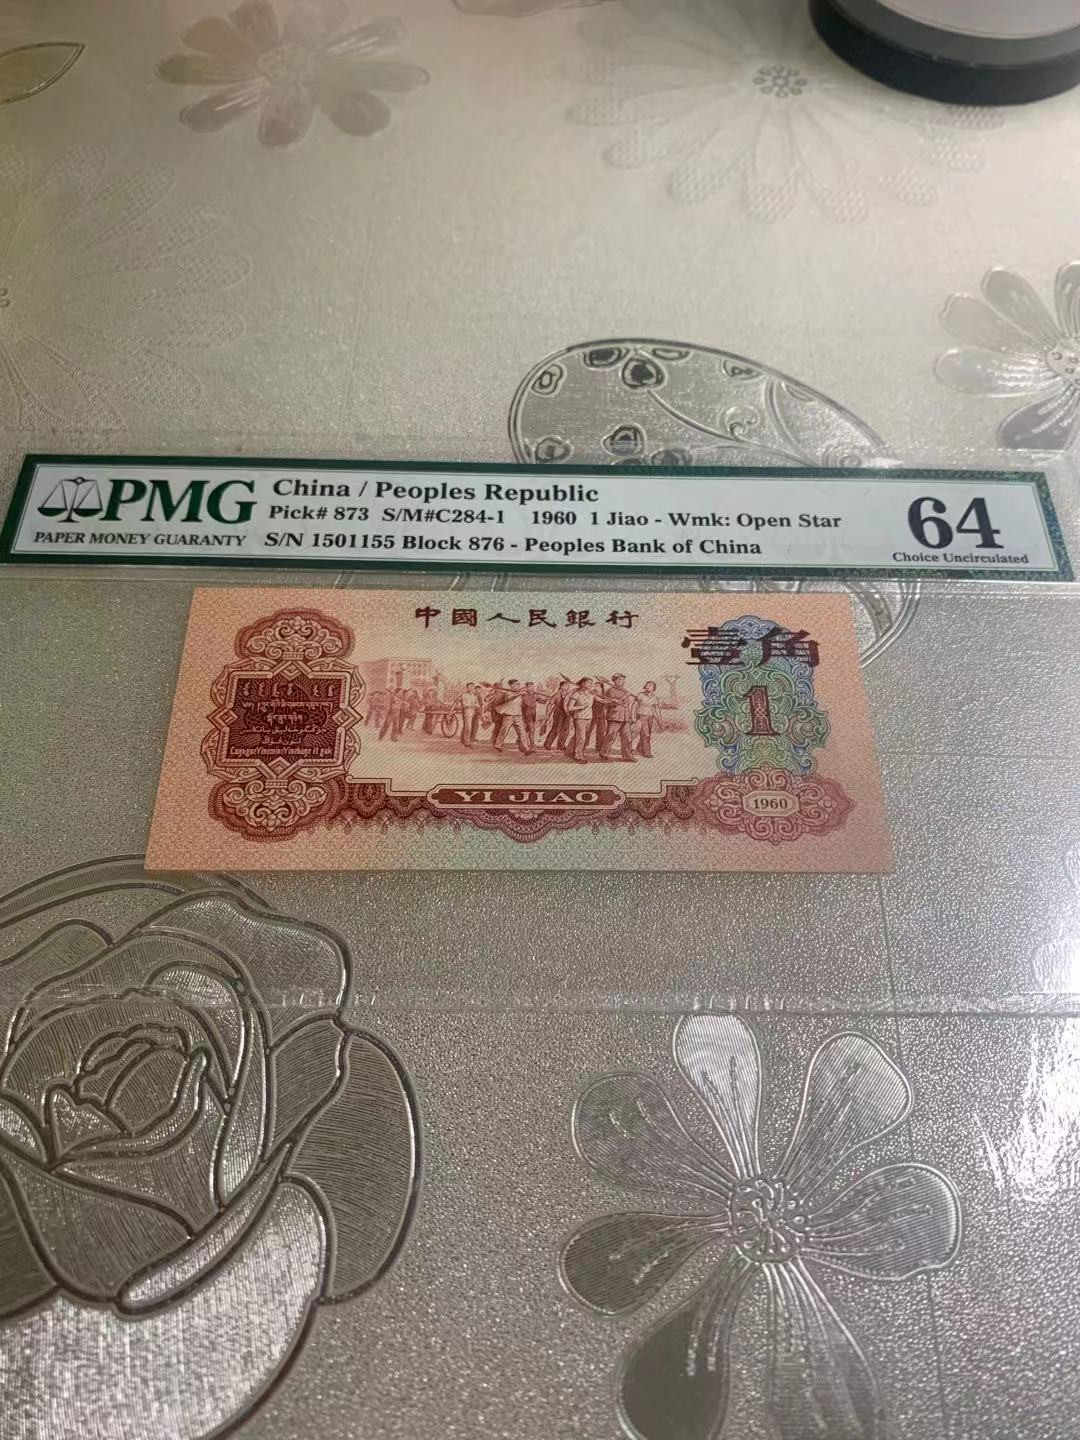 PMG
PAPER MONEY GUARANTY
China / Peoples Republic
Pick# 873 S/M#C284-1 1960 1 Jiao - Wmk: Open Star
S/N 1501155 Block 876 - Peoples Bank of China
64
Choice Uncirculated
中國人民銀行
壹角
1
YI JIAO
1960